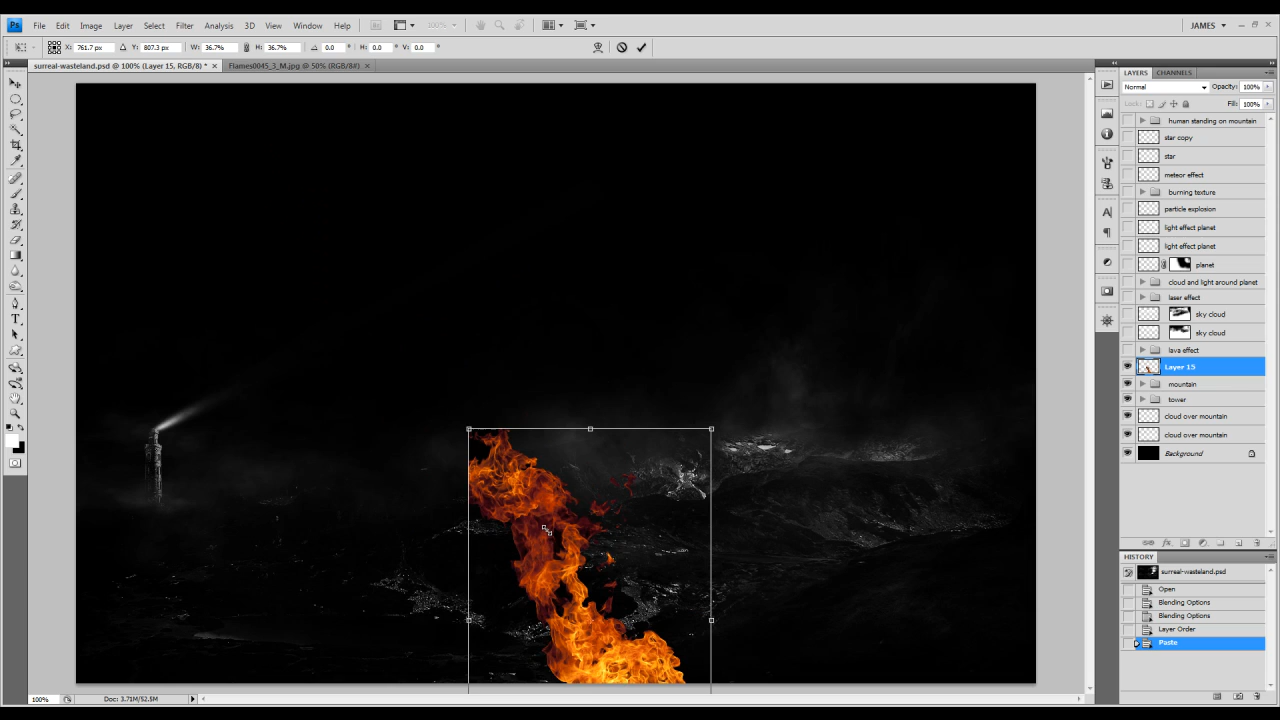 Ps File Edit Image Layer Select Filter Analysis 3D View Window Help 100% JAMES
X: 761.7 px Y: 807.3 px W: 36.7% H: 36.7% 0.0 ° H: 0.0 ° V: 0.0 °
surreal-wasteland.psd @ 100% (Layer 15, RGB/8) * × Flames0045_3_M.jpg @ 50% (RGB/8#) ×
LAYERS CHANNELS
Normal Opacity: 100%
Lock: Fill: 100%
human standing on mountain
star copy
star
meteor effect
burning texture
particle explosion
light effect planet
light effect planet
planet
cloud and light around planet
laser effect
sky cloud
sky cloud
lava effect
Layer 15
mountain
tower
cloud over mountain
cloud over mountain
Background
HISTORY
surreal-wasteland.psd
Open
Blending Options
Blending Options
Layer Order
Paste
100% Doc: 3.71M/52.5M